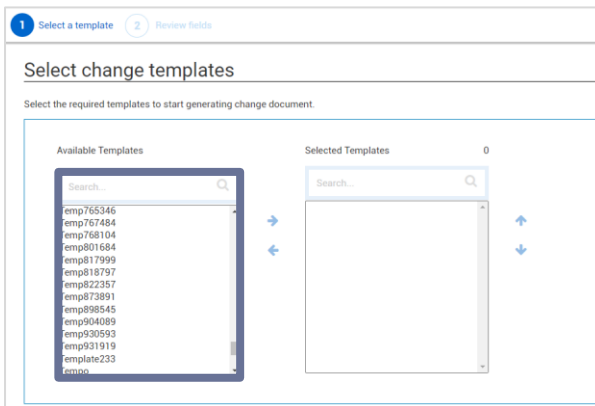 1 Select a template 2 Review fields
Select change templates
Select the required templates to start generating change document.
Available Templates
Selected Templates 0
Search...
Search...
Temp765346
Temp767484
Temp768104
Temp801684
Temp817999
Temp818797
Temp822357
Temp873891
Temp898545
Temp904089
Temp930593
Temp931919
Template233
Tempo